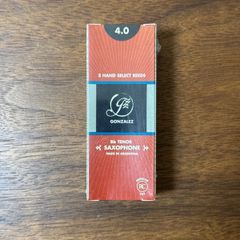 4.0
5 HAND SELECT REEDS
GONZALEZ
Bb TENOR
SAXOPHONE
MADE IN ARGENTINA
RC